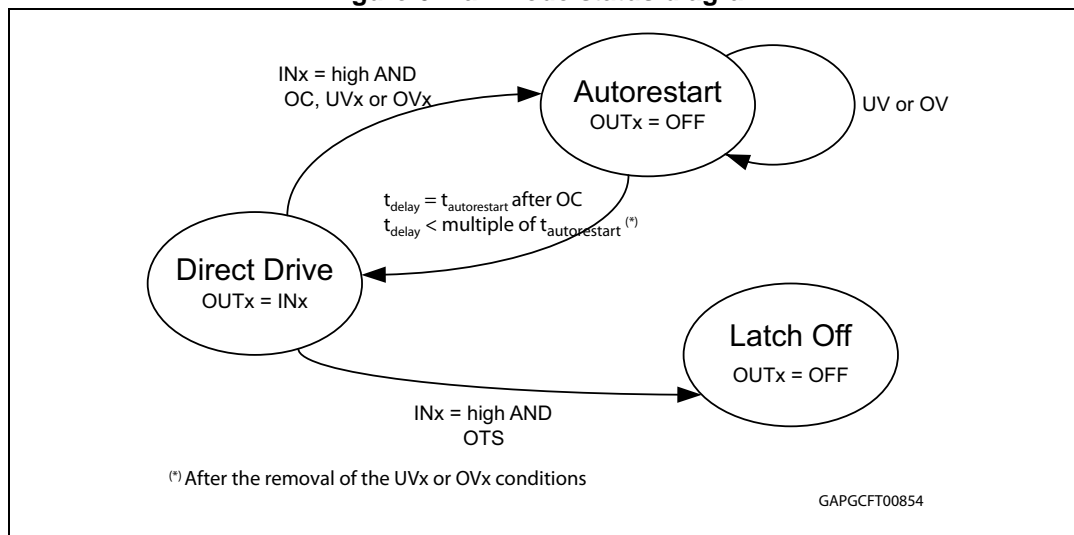 INx = high AND
OC, UVx or OVx
Autorestart
OUTx = OFF
UV or OV
tdelay = tautorestart after OC
tdelay < multiple of tautorestart (*)
Direct Drive
OUTx = INx
Latch Off
OUTx = OFF
INx = high AND
OTS
(*) After the removal of the UVx or OVx conditions
GAPGCFT00854